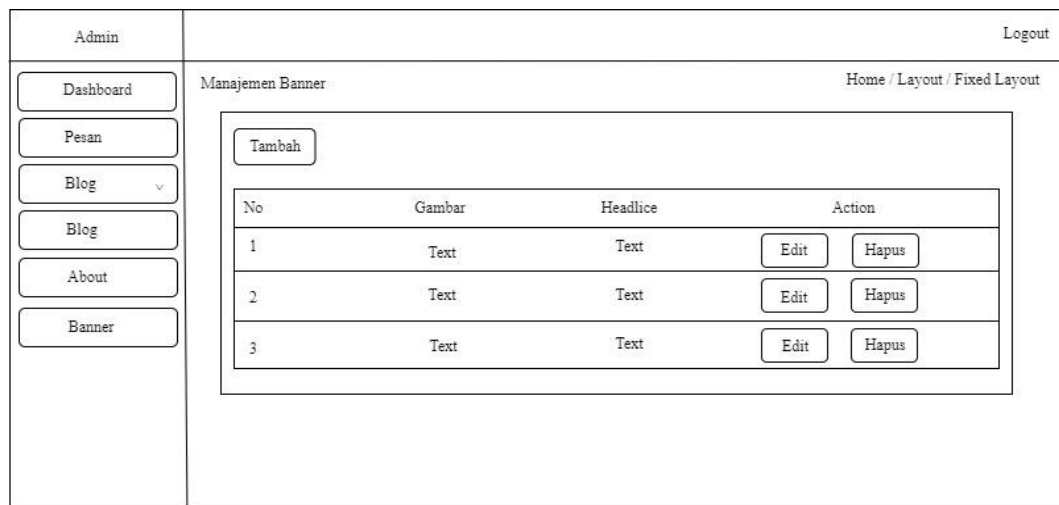 Admin
Logout
Dashboard
Pesan
Blog
Blog
About
Banner
Manajemen Banner
Home / Layout / Fixed Layout
Tambah
No Gambar Headlice Action
1 Text Text Edit Hapus
2 Text Text Edit Hapus
3 Text Text Edit Hapus